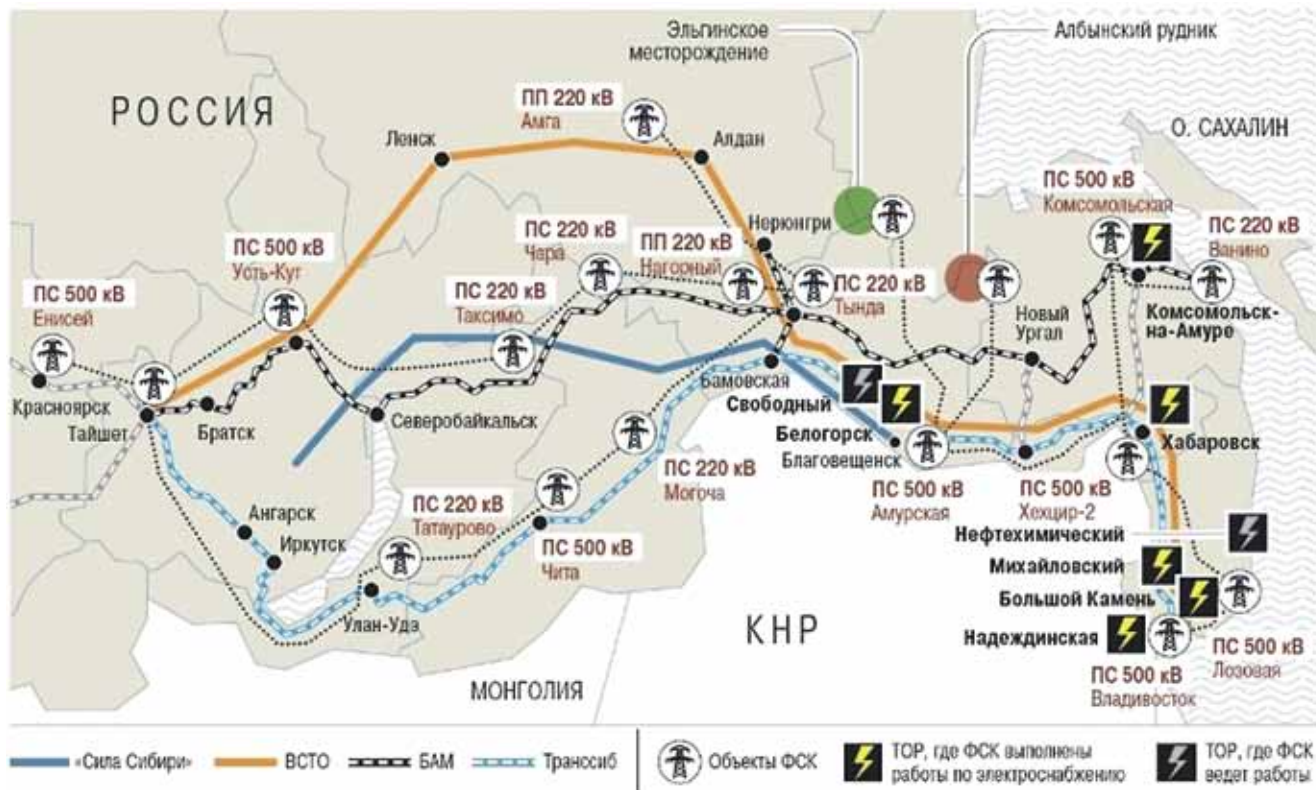 Эльгинское
месторождение
Албынский рудник
РОССИЯ
ПП 220 кВ
Амга
Ленск
Алдан
О. САХАЛИН
ПС 500 кВ
Комсомольская
Нерюнгри
ПС 220 кВ
Ванино
ПС 220 кВ
Чара
ПП 220 кВ
Нагорный
ПС 500 кВ
Усть-Кут
ПС 220 кВ
Тында
ПС 500 кВ
Енисей
ПС 220 кВ
Таксимо
Новый
Ургал
Комсомольск-
на-Амуре
Красноярск
Тайшет
Братск
Северобайкальск
Бамовская
Свободный
Белогорск
Благовещенск
Хабаровск
ПС 220 кВ
Могоча
ПС 500 кВ
Амурская
ПС 500 кВ
Хехцир-2
Ангарск
Иркутск
ПС 220 кВ
Татаурово
ПС 500 кВ
Чита
Нефтехимический
Михайловский
Большой Камень
Надеждинская
Улан-Удэ
КНР
ПС 500 кВ
Лозовая
ПС 500 кВ
Владивосток
МОНГОЛИЯ
«Сила Сибири»
ВСТО
БАМ
Транссиб
Объекты ФСК
ТОР, где ФСК выполнены
работы по электроснабжению
ТОР, где ФСК
ведет работы